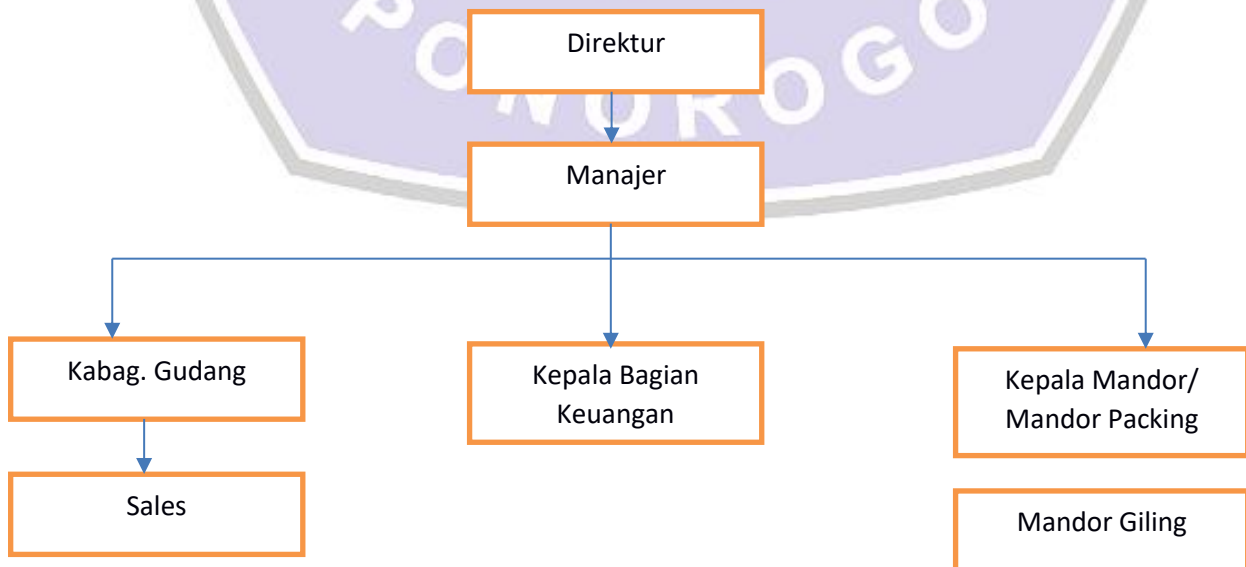 PONOROGO
Direktur
Manajer
Kabag. Gudang
Kepala Bagian
Keuangan
Kepala Mandor/
Mandor Packing
Sales
Mandor Giling